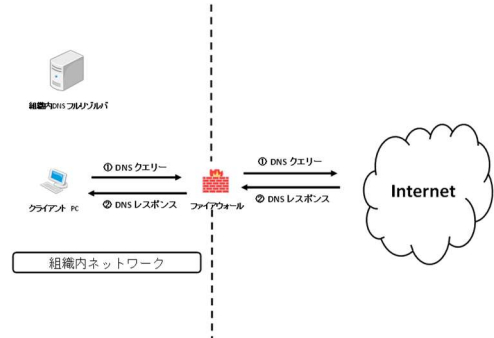 組織内DNSフルリゾルバ
① DNS クエリー
① DNS クエリー
Internet
クライアント PC
② DNS レスポンス
ファイアウォール
② DNS レスポンス
組織内ネットワーク